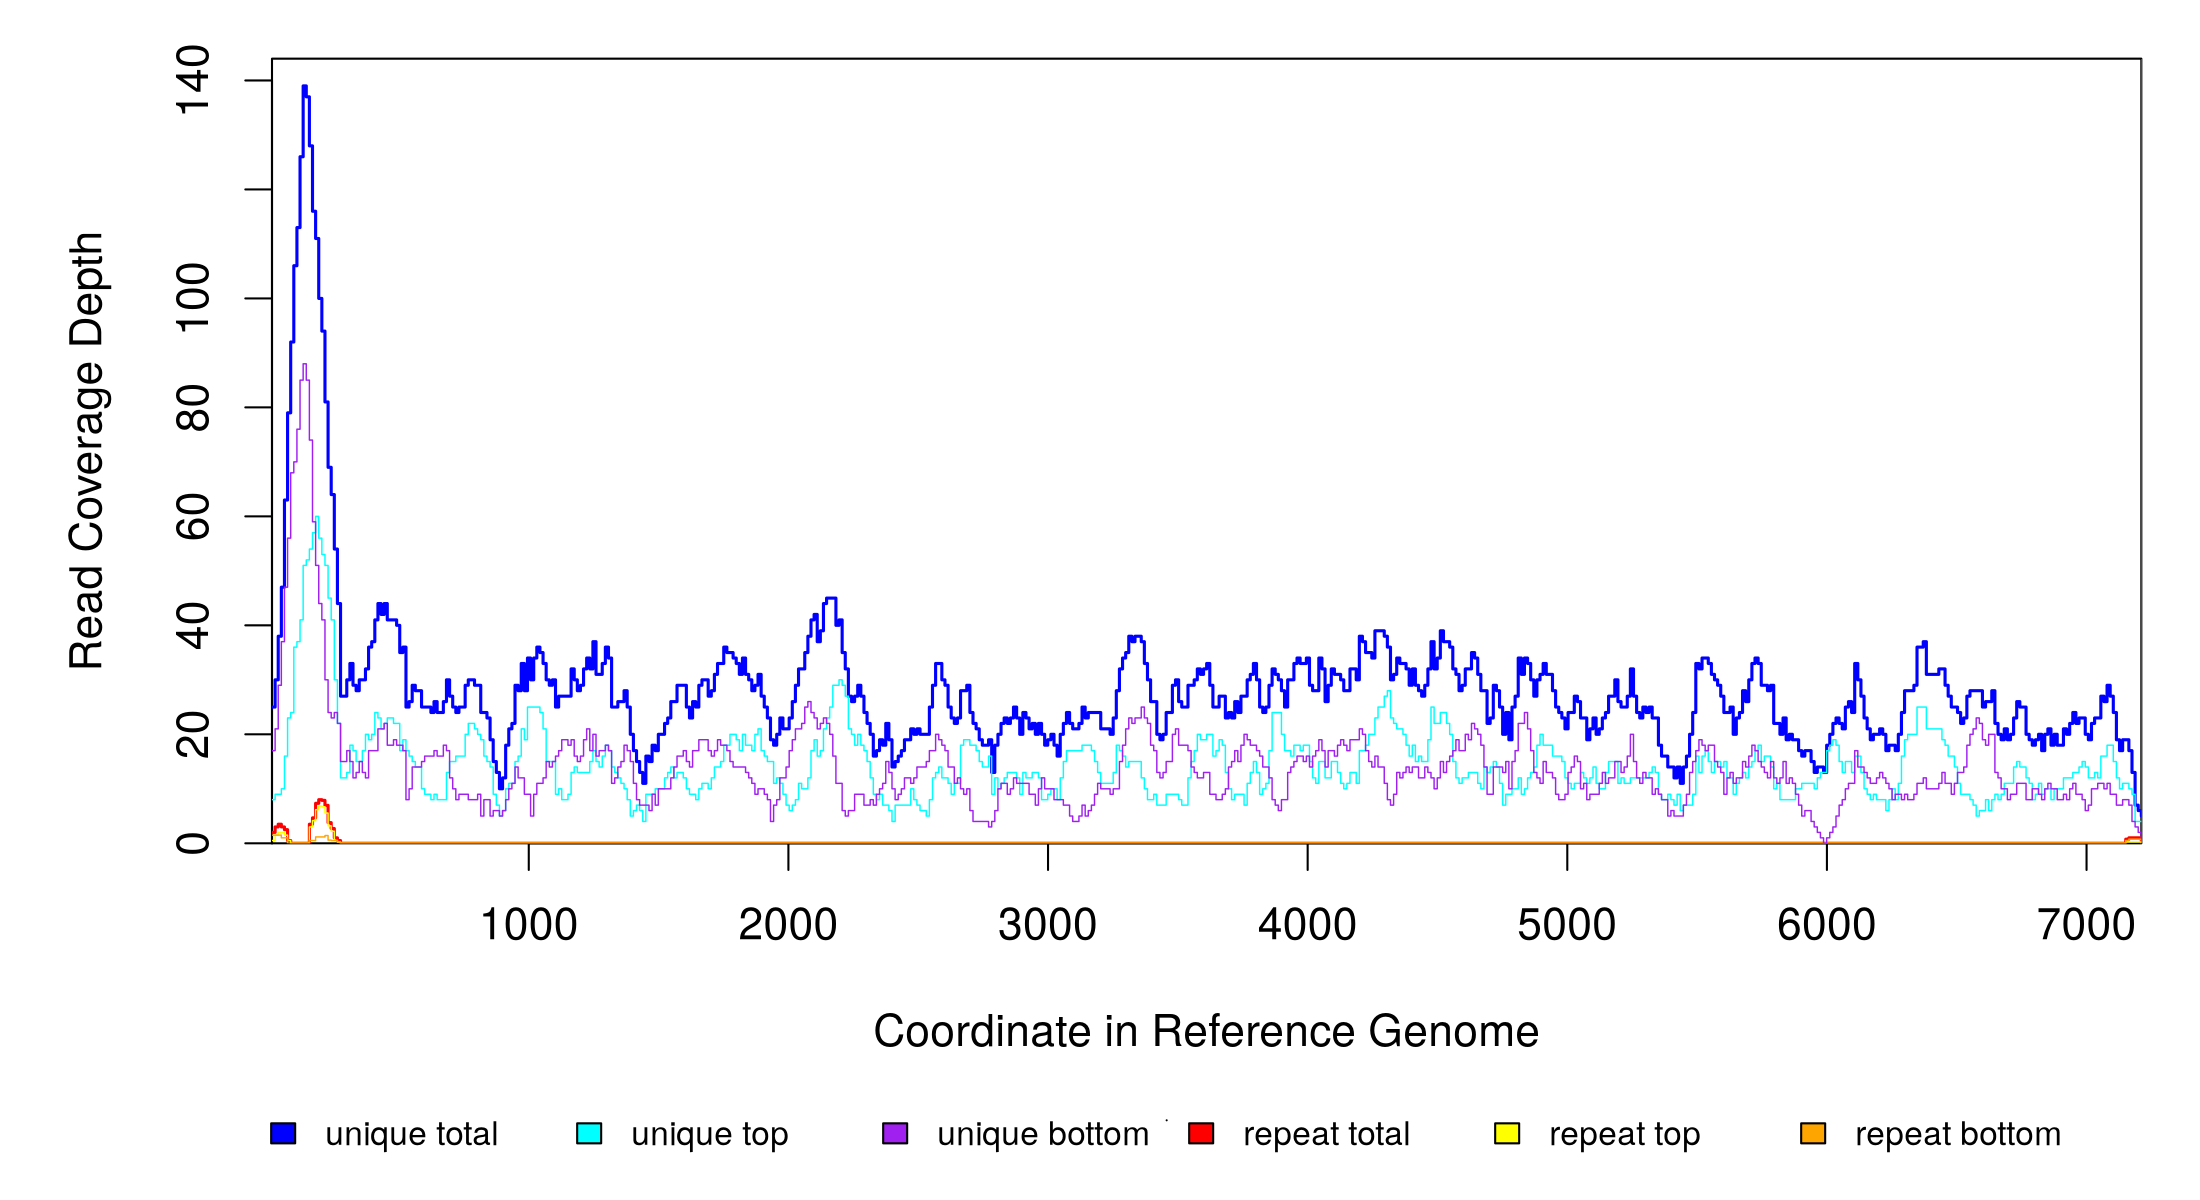 140
100
80
60
40
20
0
Read Coverage Depth
1000 2000 3000 4000 5000 6000 7000
Coordinate in Reference Genome
unique total unique top unique bottom repeat total repeat top repeat bottom